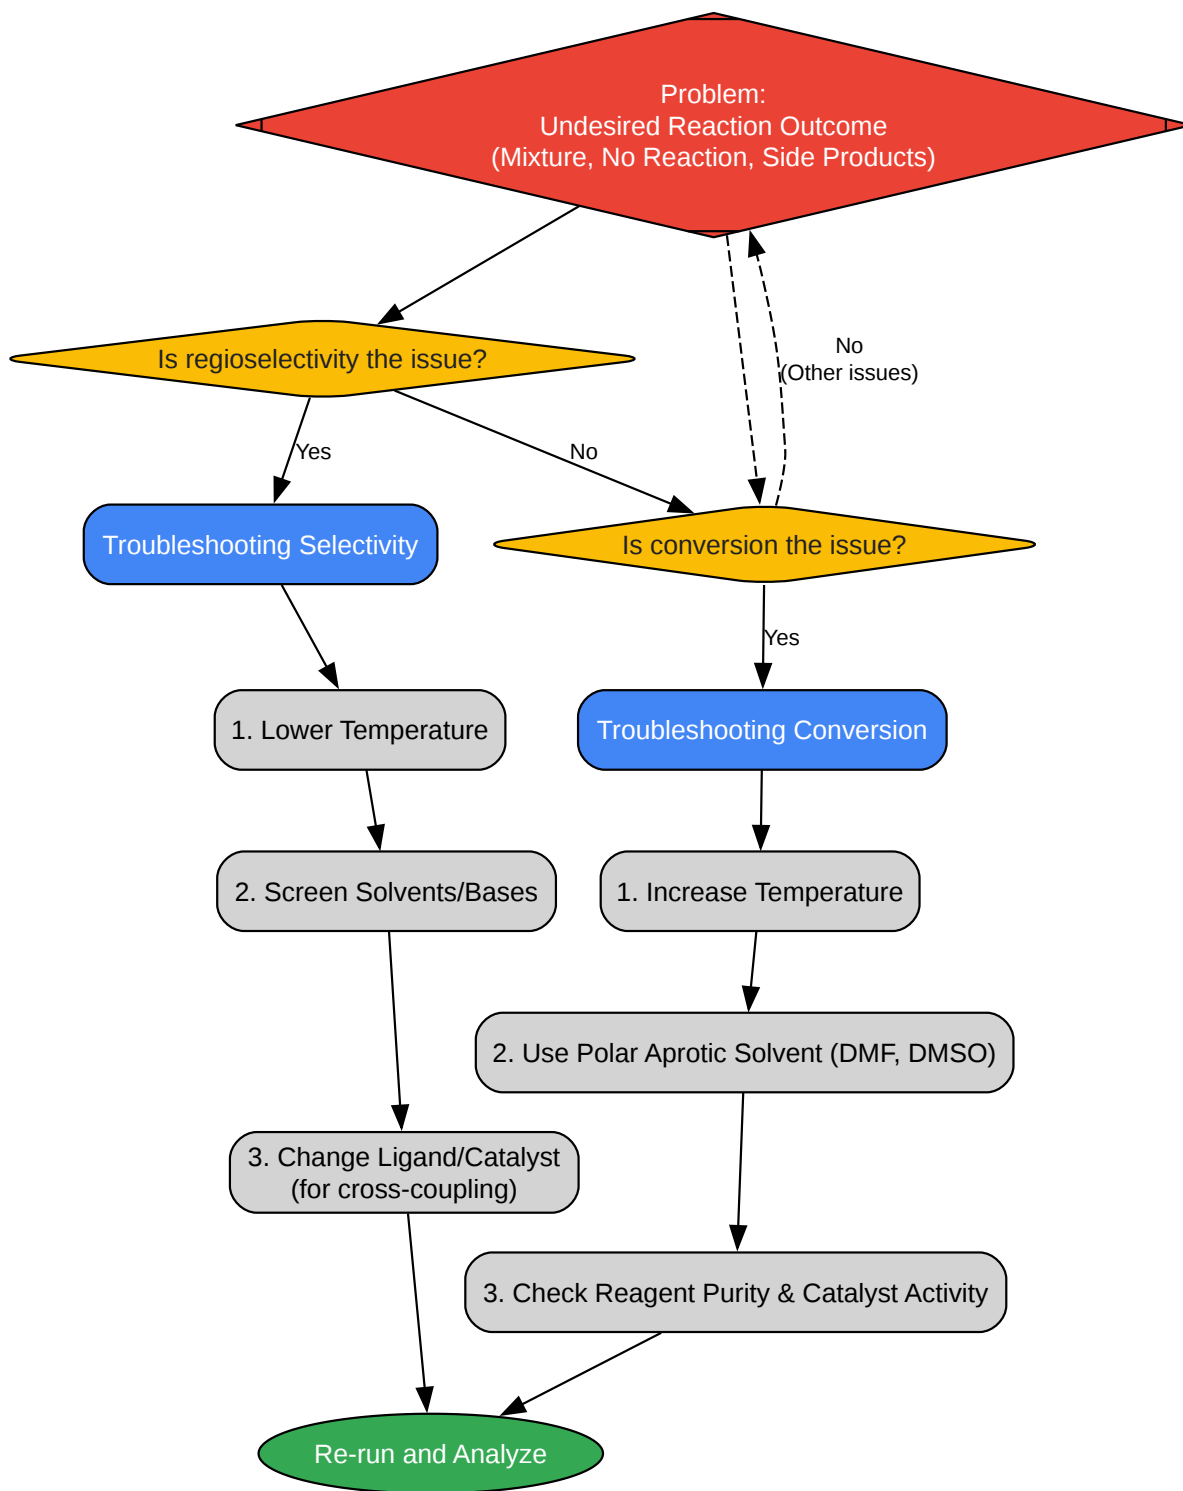 Problem:
Undesired Reaction Outcome
(Mixture, No Reaction, Side Products)
Is regioselectivity the issue?
No
(Other issues)
Yes
No
Troubleshooting Selectivity
Is conversion the issue?
Yes
1. Lower Temperature
Troubleshooting Conversion
2. Screen Solvents/Bases
1. Increase Temperature
2. Use Polar Aprotic Solvent (DMF, DMSO)
3. Change Ligand/Catalyst
(for cross-coupling)
3. Check Reagent Purity & Catalyst Activity
Re-run and Analyze